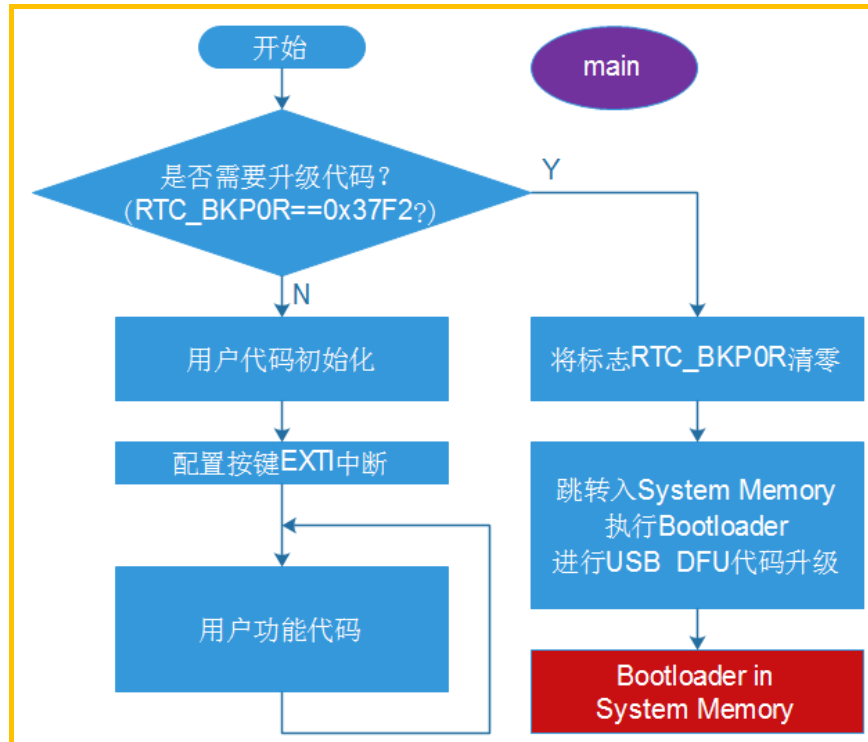 开始
main
是否需要升级代码？
(RTC_BKP0R==0x37F2?)
Y
N
用户代码初始化
将标志RTC_BKP0R清零
配置按键EXTI中断
跳转入System Memory
执行Bootloader
进行USB DFU代码升级
用户功能代码
Bootloader in
System Memory